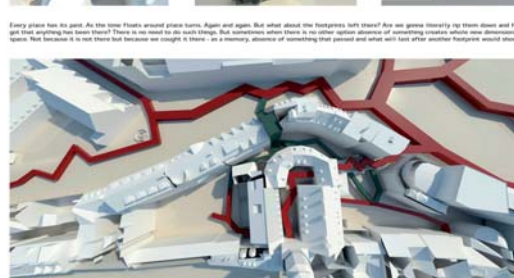 Every place has its past. As the time floats around place turns. Again and again. But what about the footprints left there? Are we gonna literally rip them down and
got that anything has been there? There is no need to do such things. But sometimes when there is no other option absence of something creates whole new dimension
space. Not because it is not there but because we cought it there - as a memory, absence of something that passed and what will last after another footprint would